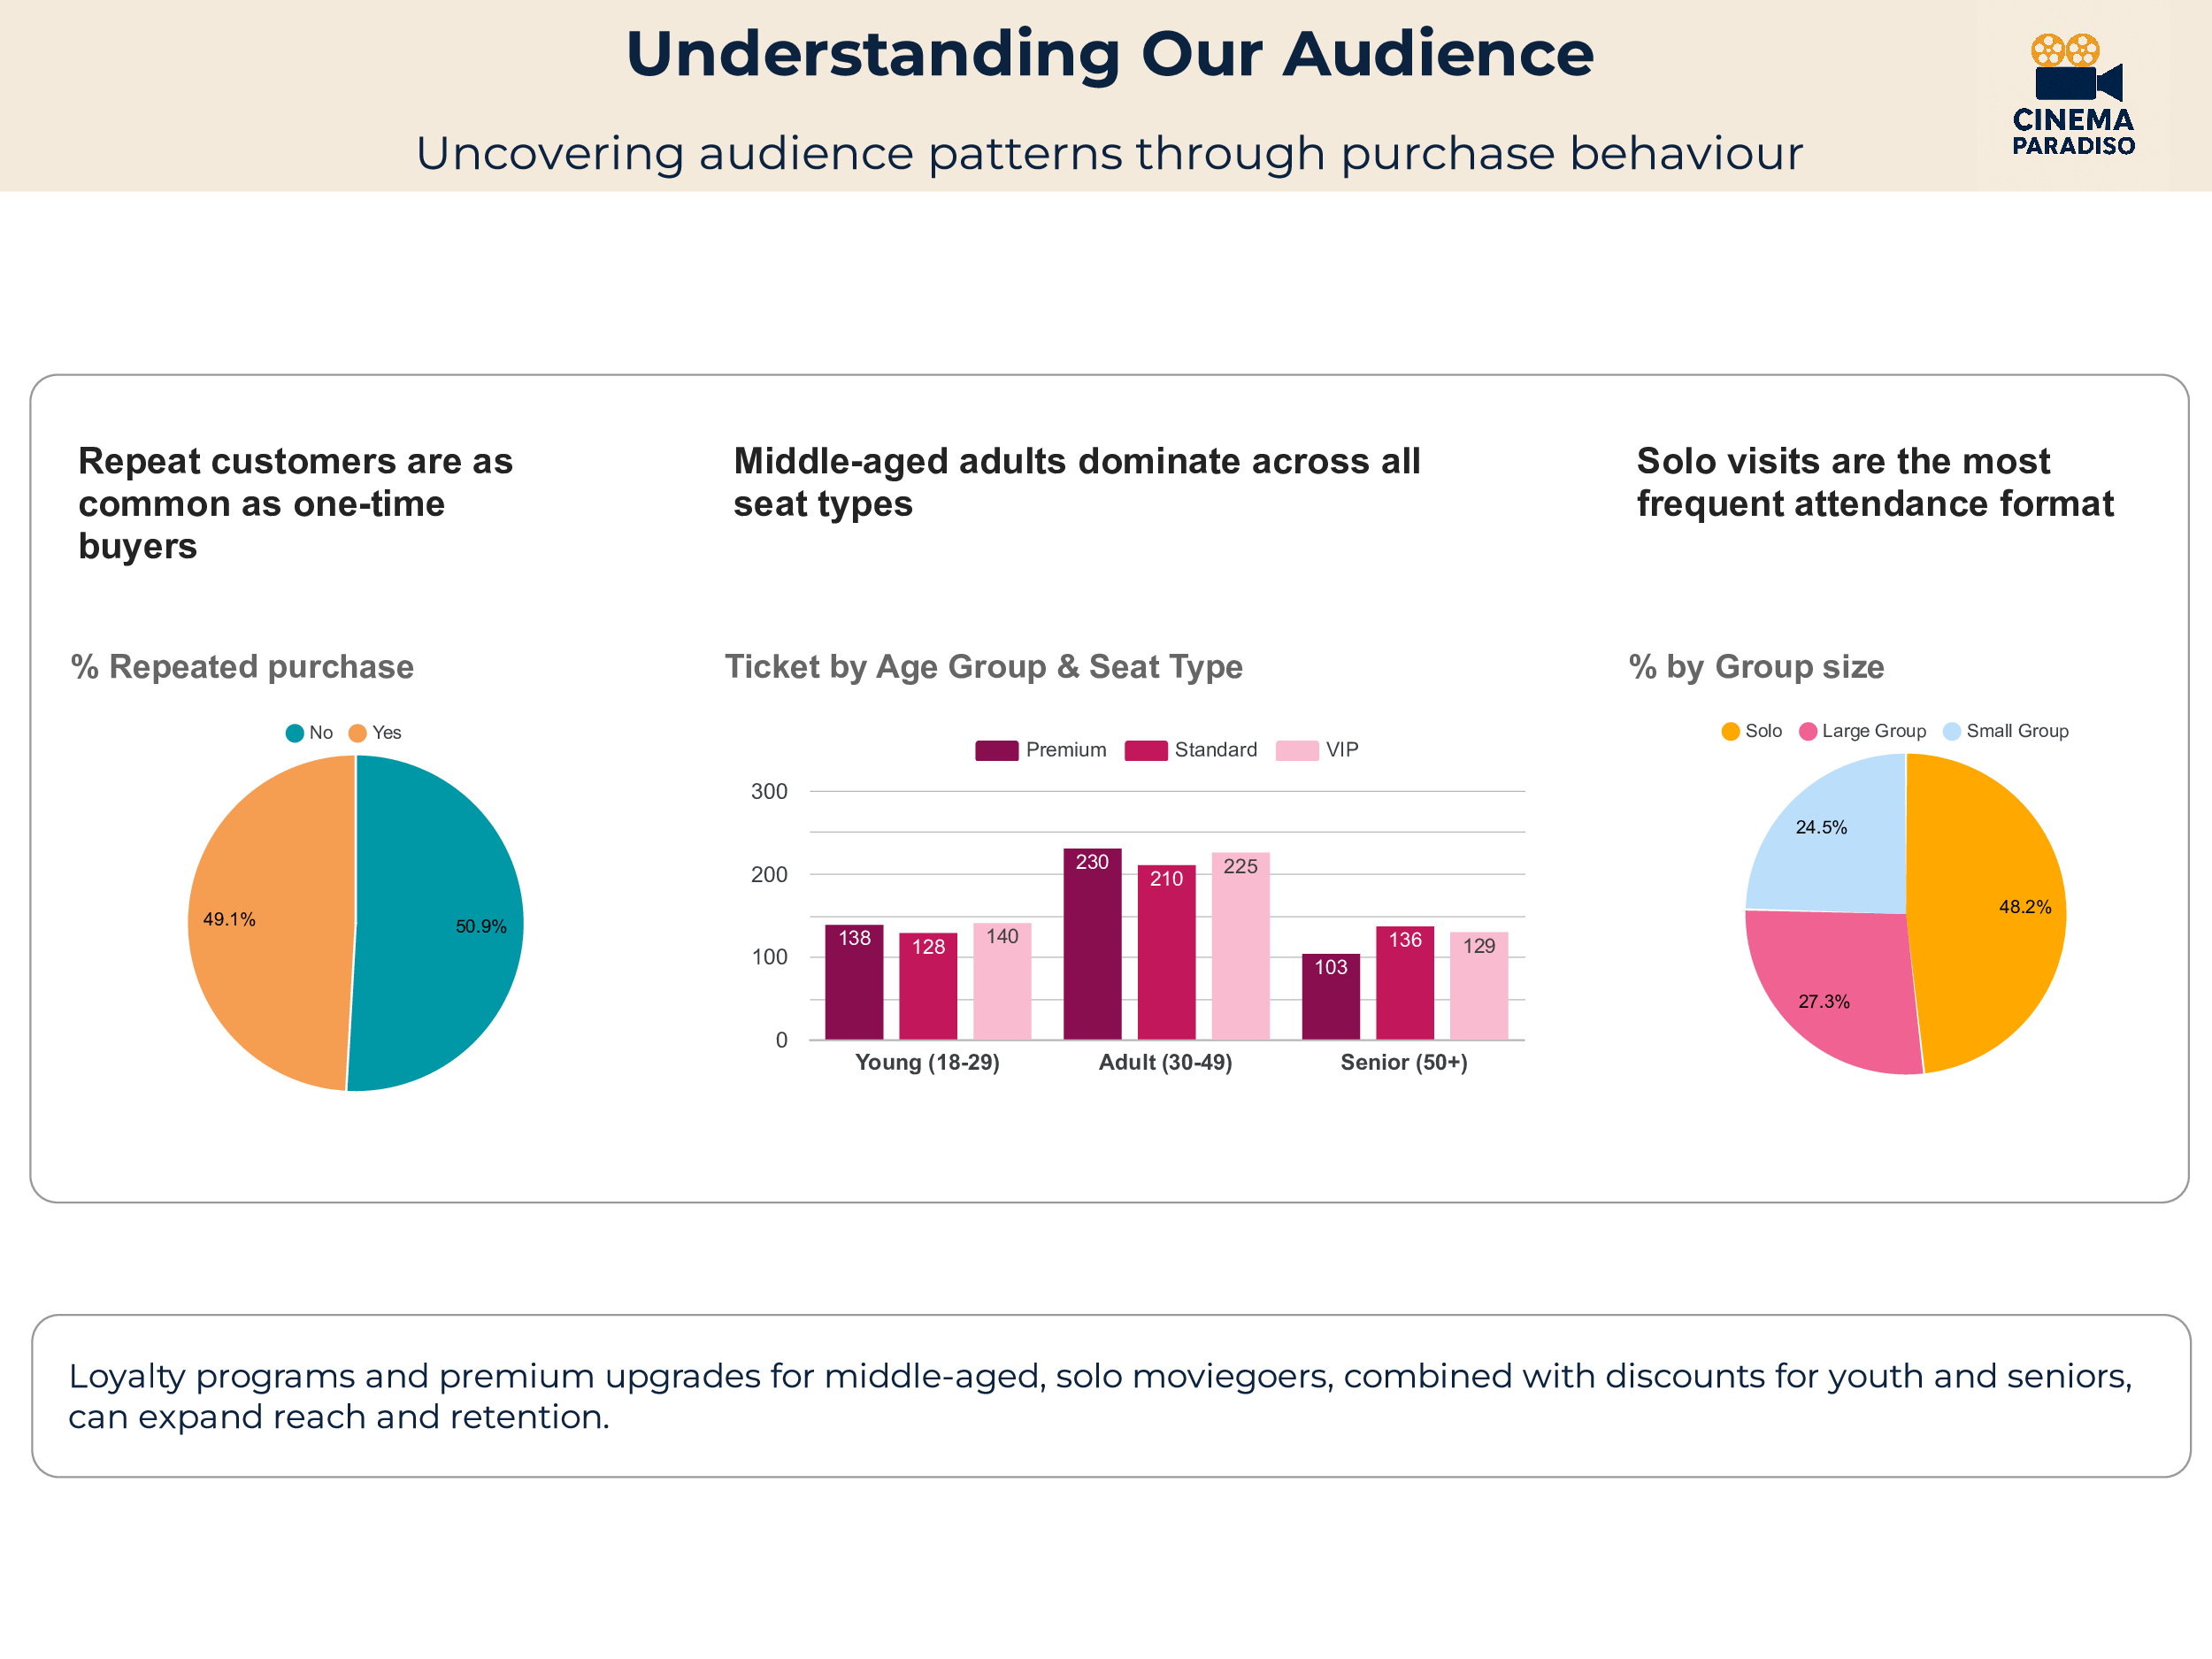 Understanding Our Audience
Uncovering audience patterns through purchase behaviour
CINEMA
PARADISO
Repeat customers are as
common as one-time
buyers
% Repeated purchase
No Yes
49.1% 50.9%
Middle-aged adults dominate across all
seat types
Ticket by Age Group & Seat Type
Premium Standard VIP
300
200
100
0
138 128 140 230 210 225 103 136 129
Young (18-29) Adult (30-49) Senior (50+)
Solo visits are the most
frequent attendance format
% by Group size
Solo Large Group Small Group
24.5%
48.2%
27.3%
Loyalty programs and premium upgrades for middle-aged, solo moviegoers, combined with discounts for youth and seniors,
can expand reach and retention.